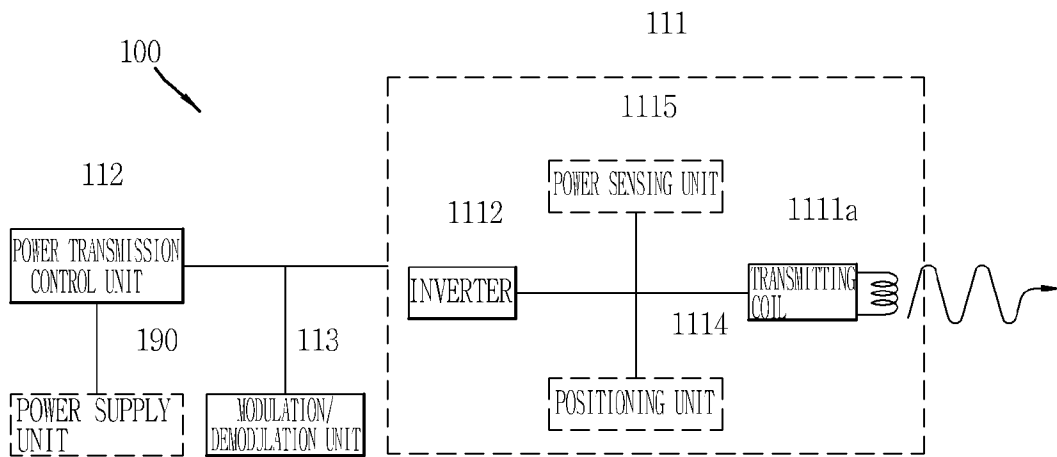 111
100
1115
112
POWER SENSING UNIT
1112
1111a
POWER TRANSMISSION
CONTROL UNIT
INVERTER
TRANSMITTING
COIL
1114
190
113
POWER SUPPLY
UNIT
MODULATION/
DEMODULATION UNIT
POSITIONING UNIT